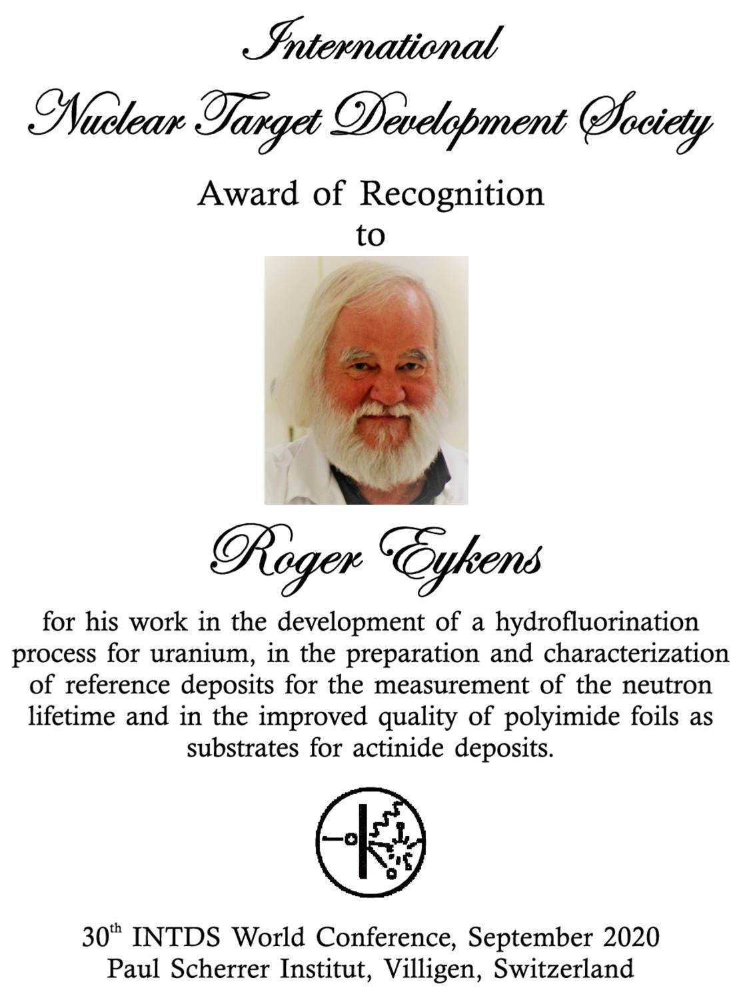 International
Nuclear Target Development Society
Award of Recognition
to
Roger Eykens
for his work in the development of a hydrofluorination
process for uranium, in the preparation and characterization
of reference deposits for the measurement of the neutron
lifetime and in the improved quality of polyimide foils as
substrates for actinide deposits.
30th INTDS World Conference, September 2020
Paul Scherrer Institut, Villigen, Switzerland